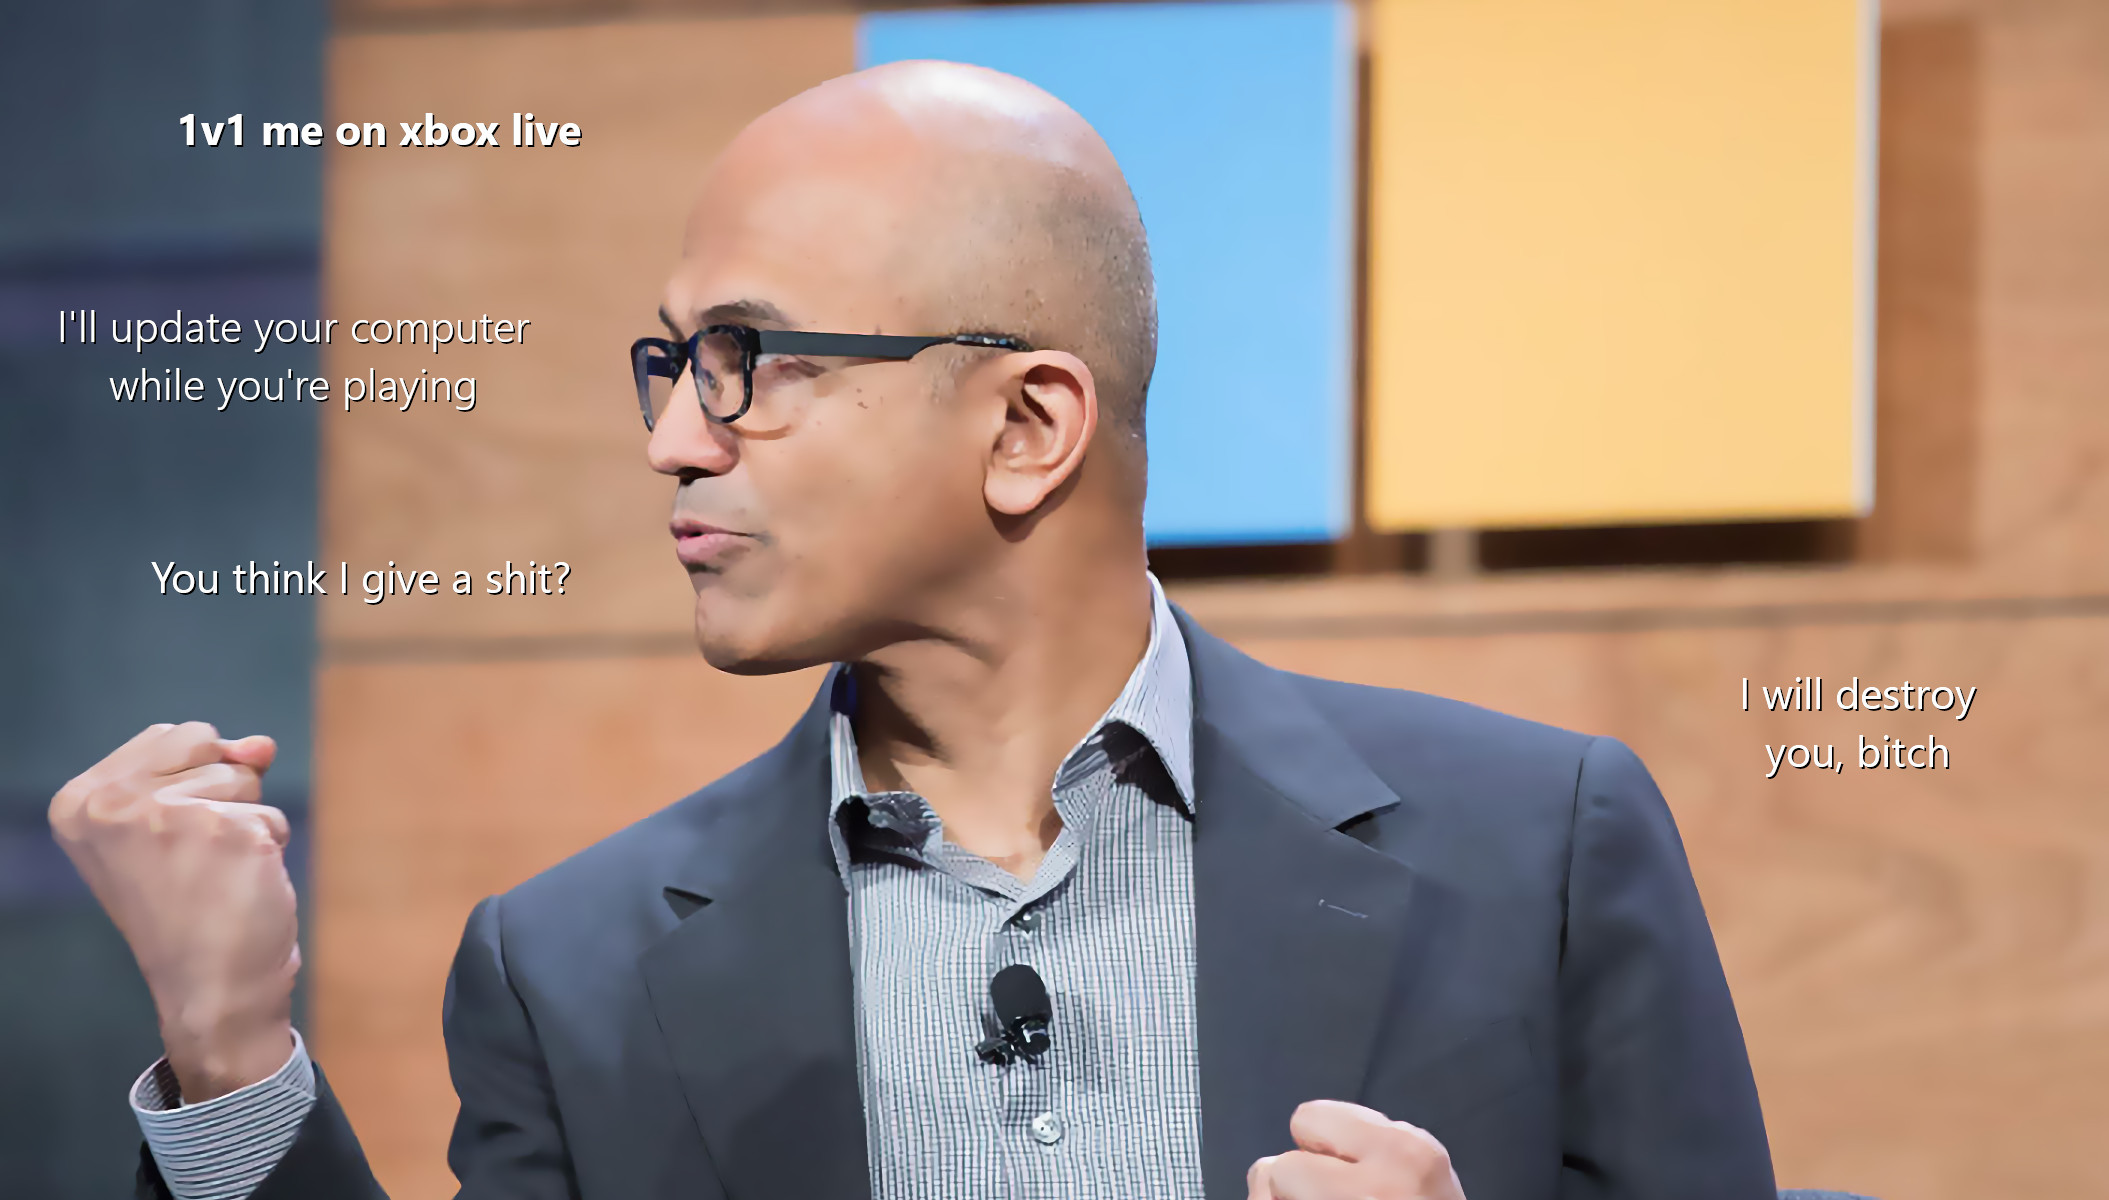 1v1 me on xbox live
I'll update your computer
while you're playing
You think I give a shit?
I will destroy
you, bitch